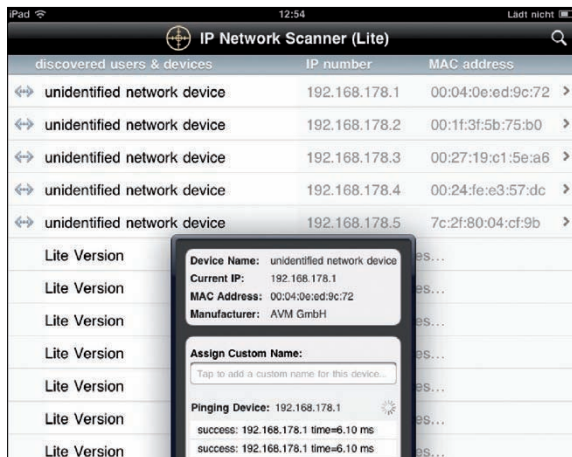 iPad 12:54 Lädt nicht
IP Network Scanner (Lite)
discovered users & devices IP number MAC address
unidentified network device 192.168.178.1 00:04:0e:ed:9c:72
unidentified network device 192.168.178.2 00:1f:3f:5b:75:b0
unidentified network device 192.168.178.3 00:27:19:c1:5e:a6
unidentified network device 192.168.178.4 00:24:fe:e3:57:dc
unidentified network device 192.168.178.5 7c:2f:80:04:cf:9b
Lite Version es...
Lite Version es...
Lite Version es...
Lite Version es...
Lite Version es...
Lite Version es...
Lite Version es...
Device Name: unidentified network device
Current IP: 192.168.178.1
MAC Address: 00:04:0e:ed:9c:72
Manufacturer: AVM GmbH
Assign Custom Name:
Tap to add a custom name for this device...
Pinging Device: 192.168.178.1
success: 192.168.178.1 time=6.10 ms
success: 192.168.178.1 time=6.10 ms